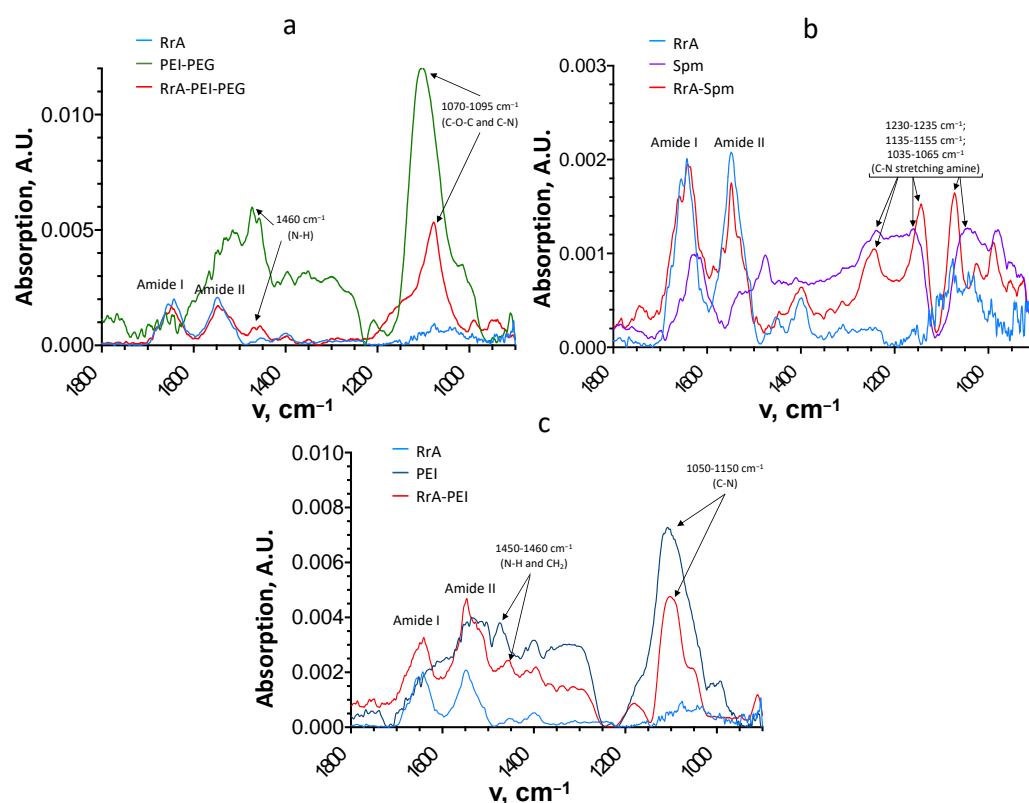 a
RrA
PEI-PEG
RrA-PEI-PEG
1070-1095 cm⁻¹
(C-O-C and C-N)
1460 cm⁻¹
(N-H)
Amide I
Amide II
0.010
0.005
0.000
Absorption, A.U.
1800
1600
1400
1200
1000
ν, cm⁻¹
b
RrA
Spm
RrA-Spm
1230-1235 cm⁻¹;
1135-1155 cm⁻¹;
1035-1065 cm⁻¹
(C-N stretching amine)
Amide I
Amide II
0.003
0.002
0.001
0.000
Absorption, A.U.
1800
1600
1400
1200
1000
ν, cm⁻¹
c
RrA
PEI
RrA-PEI
1050-1150 cm⁻¹
(C-N)
1450-1460 cm⁻¹
(N-H and CH₂)
Amide II
Amide I
0.010
0.008
0.006
0.004
0.002
0.000
Absorption, A.U.
1800
1600
1400
1200
1000
ν, cm⁻¹